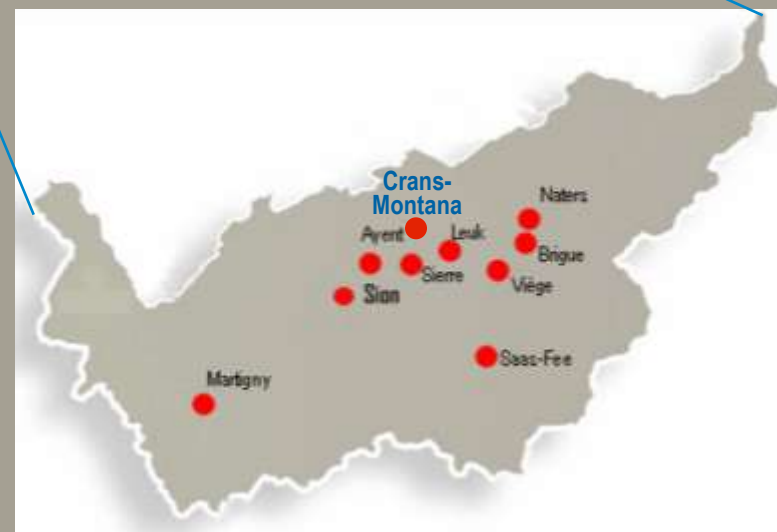 Crans-
Montana
Naters
Ayent
Leuk
Brigue
Sierre
Viège
Sion
Saas-Fee
Martigny